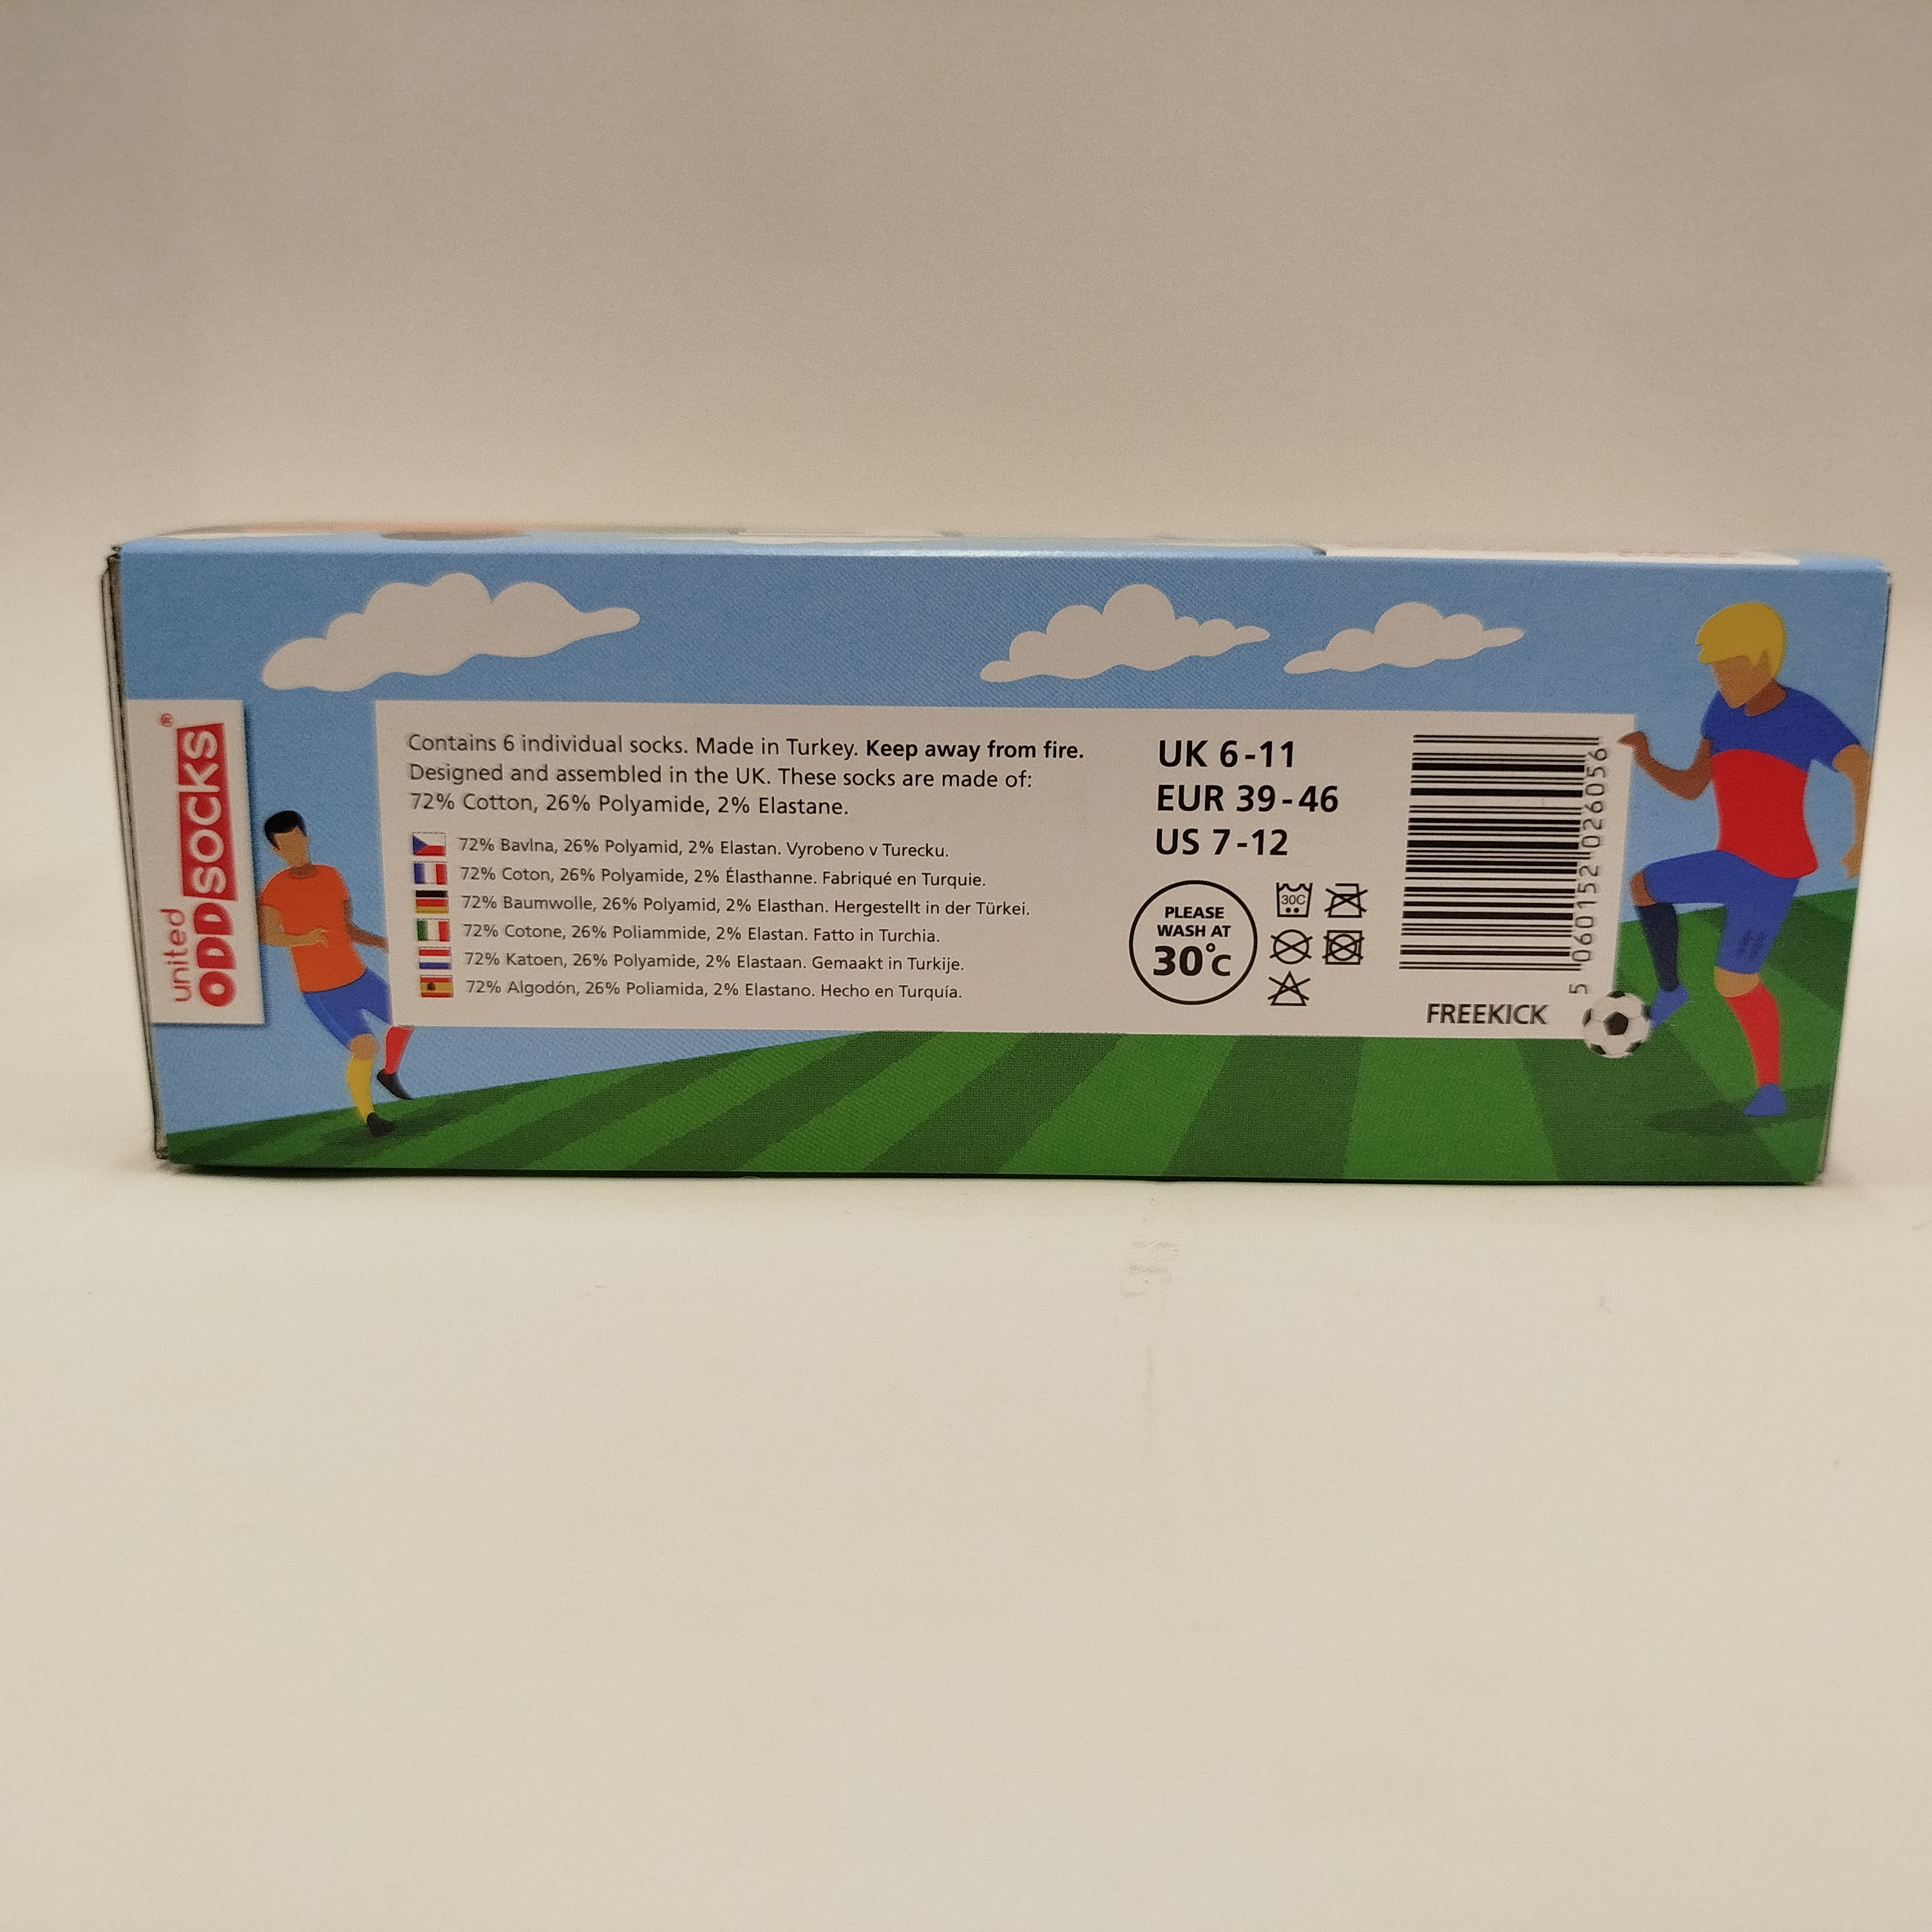 united
ODDSOCKS®
Contains 6 individual socks. Made in Turkey. Keep away from fire.
Designed and assembled in the UK. These socks are made of:
72% Cotton, 26% Polyamide, 2% Elastane.
72% Bavlna, 26% Polyamid, 2% Elastan. Vyrobeno v Turecku.
72% Coton, 26% Polyamide, 2% Élasthanne. Fabriqué en Turquie.
72% Baumwolle, 26% Polyamid, 2% Elasthan. Hergestellt in der Türkei.
72% Cotone, 26% Poliammide, 2% Elastan. Fatto in Turchia.
72% Katoen, 26% Polyamide, 2% Elastaan. Gemaakt in Turkije.
72% Algodón, 26% Poliamida, 2% Elastano. Hecho en Turquía.
UK 6-11
EUR 39-46
US 7-12
PLEASE
WASH AT
30°C
30C
5 060152 026056
FREEKICK